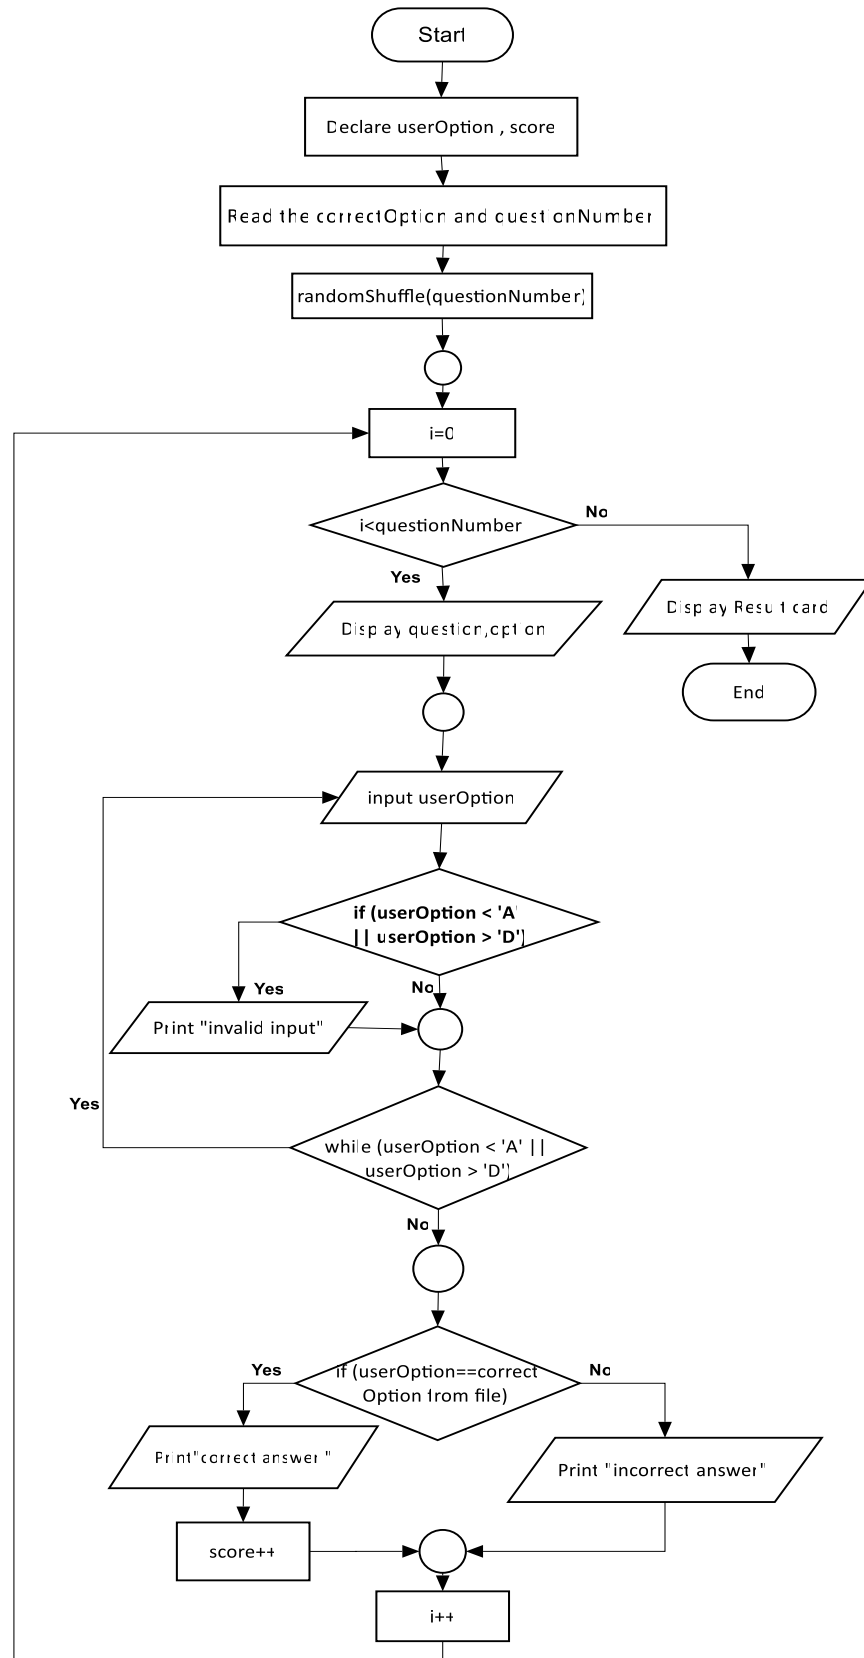 Start
Declare userOption , score
Read the correctOption and questionNumber
randomShuffle(questionNumber)
i=0
i<questionNumber
No
Yes
Display question,option
Display Result card
End
input userOption
if (userOption < 'A'
|| userOption > 'D')
Yes
No
Print "invalid input"
Yes
while (userOption < 'A' ||
userOption > 'D')
No
Yes
if (userOption==correct
Option from file)
No
Print"correct answer "
Print "incorrect answer"
score++
i++